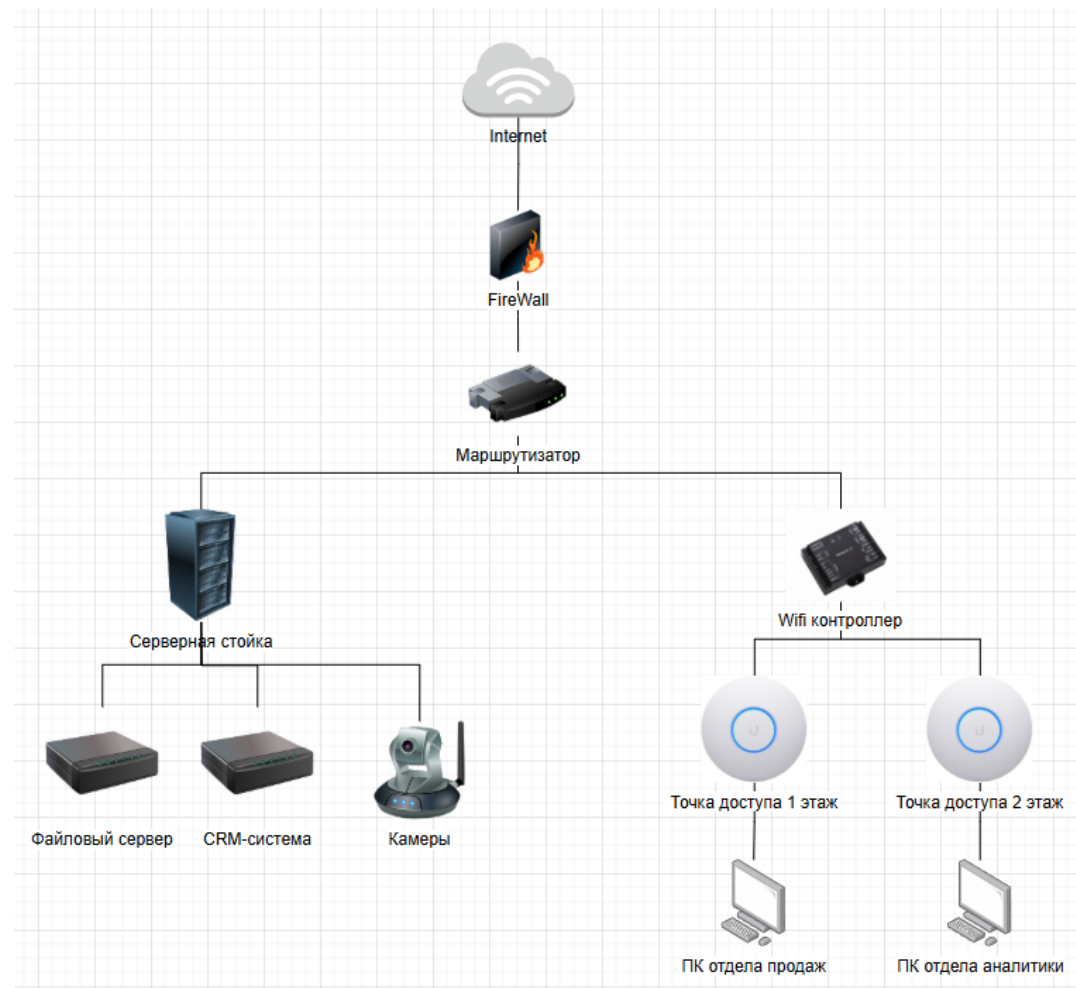 Internet
FireWall
Маршрутизатор
Серверная стойка
Wifi контроллер
Файловый сервер
CRM-система
Камеры
Точка доступа 1 этаж
Точка доступа 2 этаж
ПК отдела продаж
ПК отдела аналитики